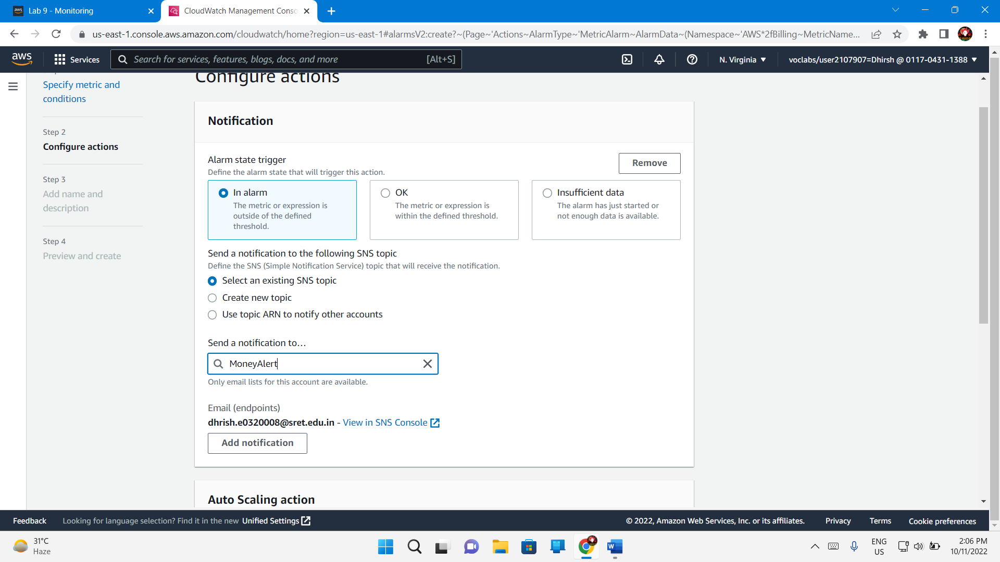 Lab 9 - Monitoring
CloudWatch Management Conso
us-east-1.console.aws.amazon.com/cloudwatch/home?region=us-east-1#alarmsV2:create?~(Page~'Actions~AlarmType~'MetricAlarm~AlarmData~(Namespace~'AWS*2fBilling~MetricName...
aws
Services
Search for services, features, blogs, docs, and more
[Alt+S]
N. Virginia
voclabs/user2107907=Dhirsh @ 0117-0431-1388
Specify metric and
conditions
Step 2
Configure actions
Step 3
Add name and
description
Step 4
Preview and create
Configure actions
Notification
Alarm state trigger
Define the alarm state that will trigger this action.
Remove
In alarm
The metric or expression is
outside of the defined
threshold.
OK
The metric or expression is
within the defined threshold.
Insufficient data
The alarm has just started or
not enough data is available.
Send a notification to the following SNS topic
Define the SNS (Simple Notification Service) topic that will receive the notification.
Select an existing SNS topic
Create new topic
Use topic ARN to notify other accounts
Send a notification to…
MoneyAlert
Only email lists for this account are available.
Email (endpoints)
dhrish.e0320008@sret.edu.in - View in SNS Console
Add notification
Auto Scaling action
Feedback
Looking for language selection? Find it in the new Unified Settings
© 2022, Amazon Web Services, Inc. or its affiliates.
Privacy
Terms
Cookie preferences
31°C
Haze
W
ENG
US
2:06 PM
10/11/2022